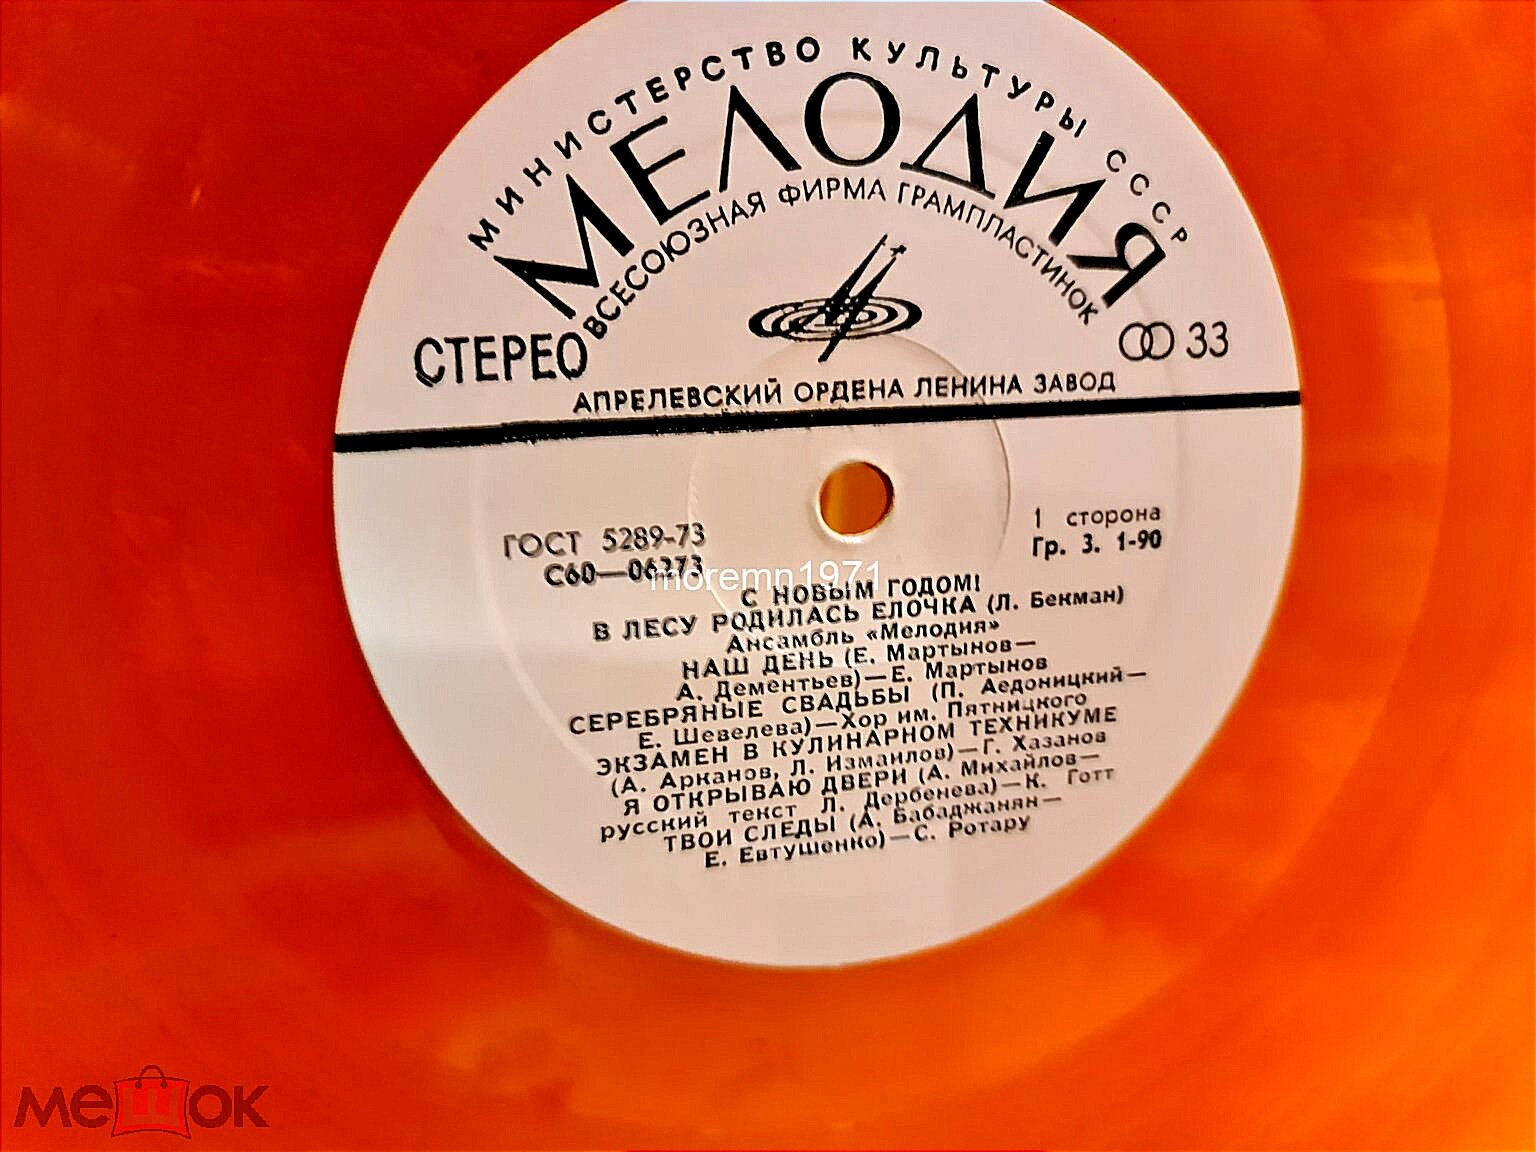 МИНИСТЕРСТВО КУЛЬТУРЫ СССР
МЕЛОДИЯ
ВСЕСОЮЗНАЯ ФИРМА ГРАМПЛАСТИНОК
СТЕРЕО
33
АПРЕЛЕВСКИЙ ОРДЕНА ЛЕНИНА ЗАВОД
ГОСТ 5289-73
1 сторона
С60—06273
Гр. 3. 1-90
moremn1971
С НОВЫМ ГОДОМ!
В ЛЕСУ РОДИЛАСЬ ЕЛОЧКА (Л. Бекман)
Ансамбль «Мелодия»
НАШ ДЕНЬ (Е. Мартынов—
А. Дементьев)—Е. Мартынов
СЕРЕБРЯНЫЕ СВАДЬБЫ (П. Аедоницкий—
Е. Шевелева)—Хор им. Пятницкого
ЭКЗАМЕН В КУЛИНАРНОМ ТЕХНИКУМЕ
(А. Арканов, Л. Измаилов)—Г. Хазанов
Я ОТКРЫВАЮ ДВЕРИ (А. Михайлов—
русский текст Л. Дербенева)—К. Готт
ТВОИ СЛЕДЫ (А. Бабаджанян—
Е. Евтушенко)—С. Ротару
мешок